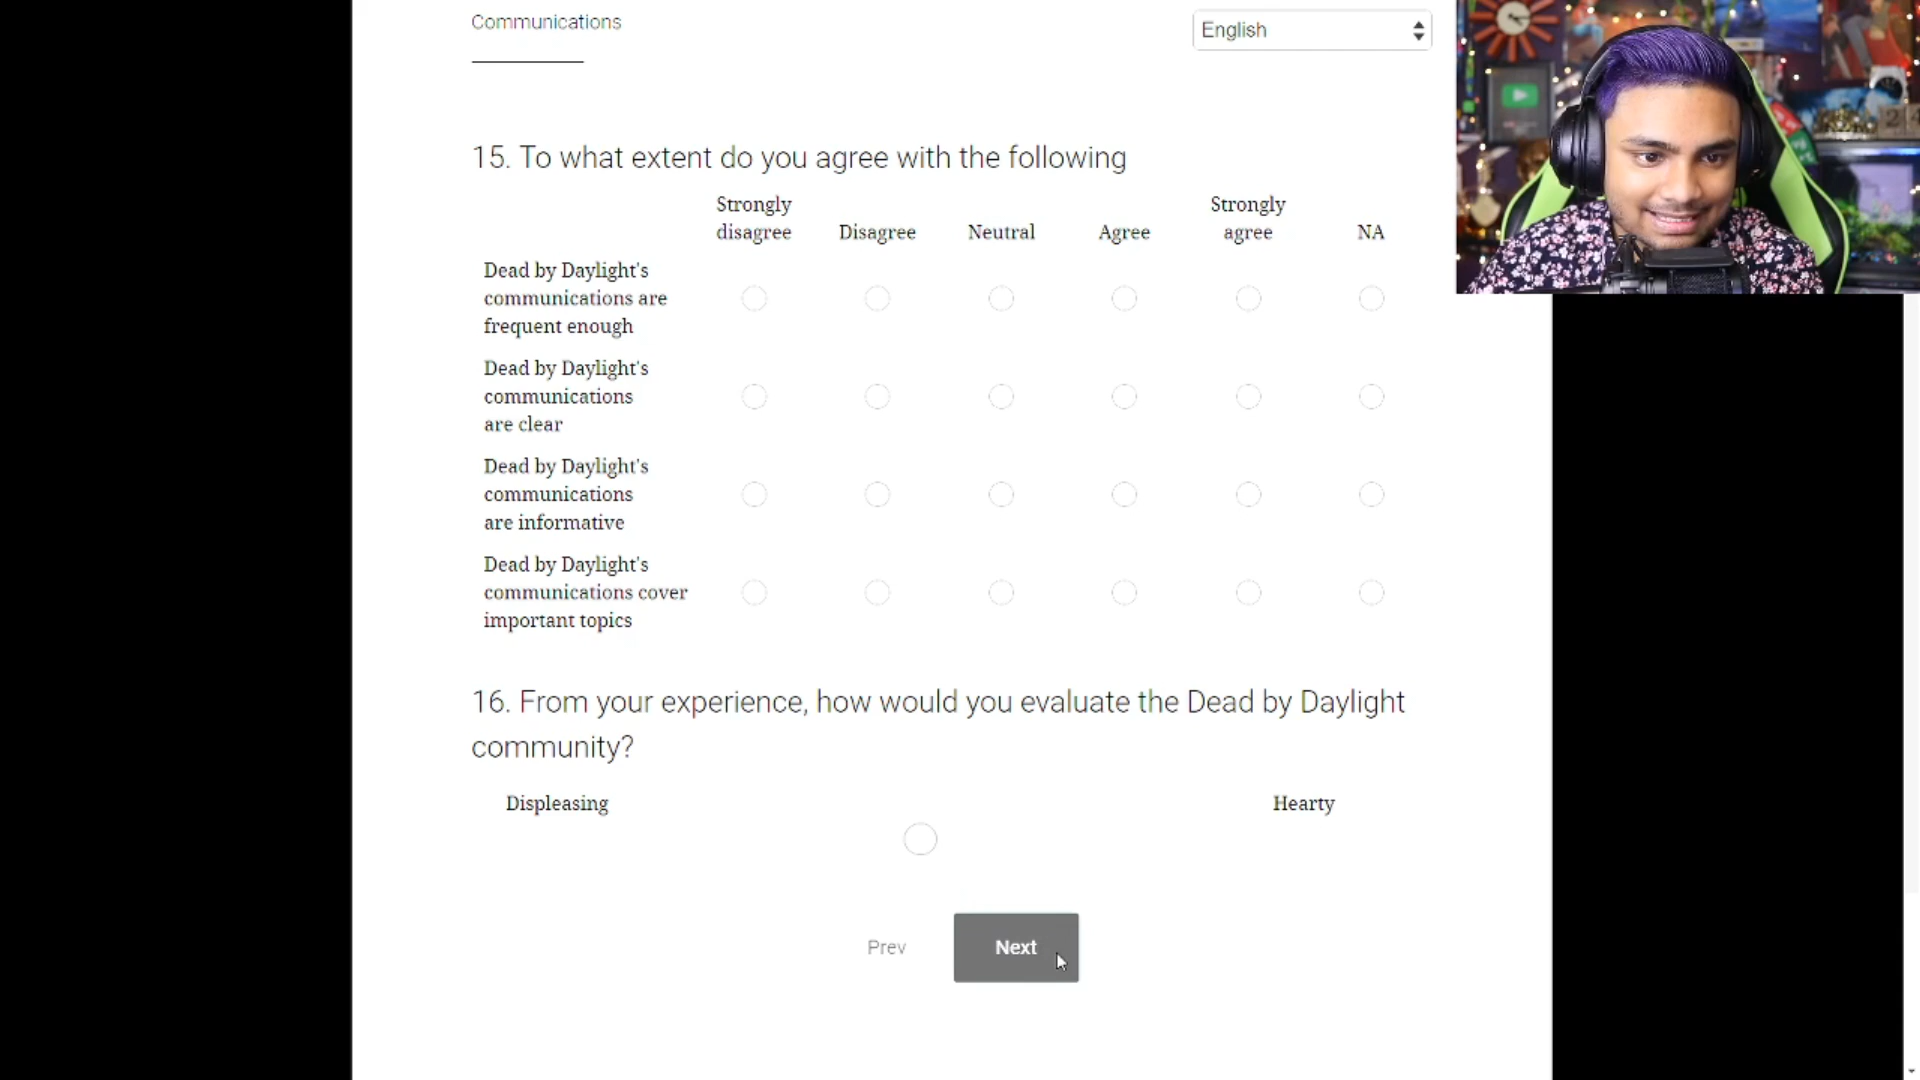 Communications
English
15. To what extent do you agree with the following
Strongly
disagree
Disagree
Neutral
Agree
Strongly
agree
NA
Dead by Daylight's
communications are
frequent enough
Dead by Daylight's
communications
are clear
Dead by Daylight's
communications
are informative
Dead by Daylight's
communications cover
important topics
16. From your experience, how would you evaluate the Dead by Daylight
community?
Displeasing
Hearty
Prev
Next